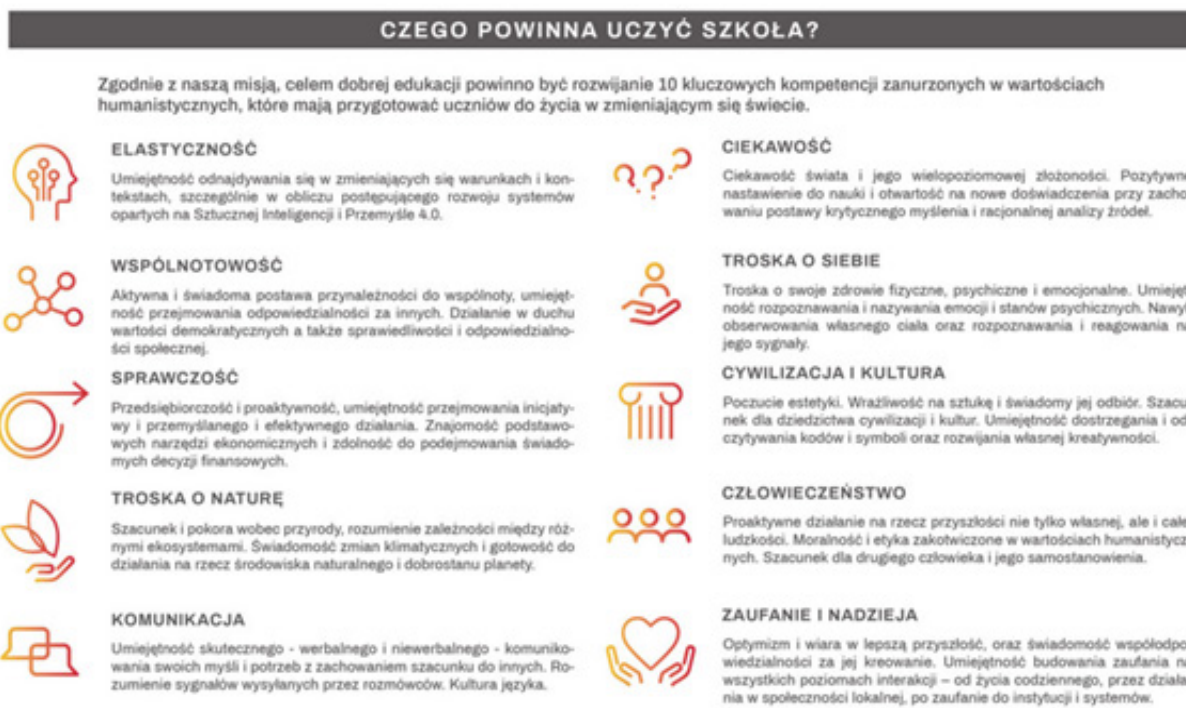 CZEGO POWINNA UCZYĆ SZKOŁA?
Zgodnie z naszą misją, celem dobrej edukacji powinno być rozwijanie 10 kluczowych kompetencji zanurzonych w wartościach
humanistycznych, które mają przygotować uczniów do życia w zmieniającym się świecie.
ELASTYCZNOŚĆ
Umiejętność odnajdywania się w zmieniających się warunkach i kon-
tekstach, szczególnie w obliczu postępującego rozwoju systemów
opartych na Sztucznej Inteligencji i Przemyśle 4.0.
WSPÓLNOTOWOŚĆ
Aktywna i świadoma postawa przynależności do wspólnoty, umiejęt-
ność przejmowania odpowiedzialności za innych. Działanie w duchu
wartości demokratycznych a także sprawiedliwości i odpowiedzialno-
ści społecznej.
SPRAWCZOŚĆ
Przedsiębiorczość i proaktywność, umiejętność przejmowania inicjaty-
wy i przemyślanego i efektywnego działania. Znajomość podstawo-
wych narzędzi ekonomicznych i zdolność do podejmowania świado-
mych decyzji finansowych.
TROSKA O NATURĘ
Szacunek i pokora wobec przyrody, rozumienie zależności między róż-
nymi ekosystemami. Świadomość zmian klimatycznych i gotowość do
działania na rzecz środowiska naturalnego i dobrostanu planety.
KOMUNIKACJA
Umiejętność skutecznego - werbalnego i niewerbalnego - komuniko-
wania swoich myśli i potrzeb z zachowaniem szacunku do innych. Ro-
zumienie sygnałów wysyłanych przez rozmówców. Kultura języka.
CIEKAWOŚĆ
Ciekawość świata i jego wielopoziomowej złożoności. Pozytywne
nastawienie do nauki i otwartość na nowe doświadczenia przy zacho
waniu postawy krytycznego myślenia i racjonalnej analizy źródeł.
TROSKA O SIEBIE
Troska o swoje zdrowie fizyczne, psychiczne i emocjonalne. Umiejęt
ność rozpoznawania i nazywania emocji i stanów psychicznych. Nawyk
obserwowania własnego ciała oraz rozpoznawania i reagowania na
jego sygnały.
CYWILIZACJA I KULTURA
Poczucie estetyki. Wrażliwość na sztukę i świadomy jej odbiór. Szacu
nek dla dziedzictwa cywilizacji i kultur. Umiejętność dostrzegania i od
czytywania kodów i symboli oraz rozwijania własnej kreatywności.
CZŁOWIECZEŃSTWO
Proaktywne działanie na rzecz przyszłości nie tylko własnej, ale i całe
ludzkości. Moralność i etyka zakotwiczone w wartościach humanistycz
nych. Szacunek dla drugiego człowieka i jego samostanowienia.
ZAUFANIE I NADZIEJA
Optymizm i wiara w lepszą przyszłość, oraz świadomość współodpo
wiedzialności za jej kreowanie. Umiejętność budowania zaufania na
wszystkich poziomach interakcji – od życia codziennego, przez działa
nia w społeczności lokalnej, po zaufanie do instytucji i systemów.